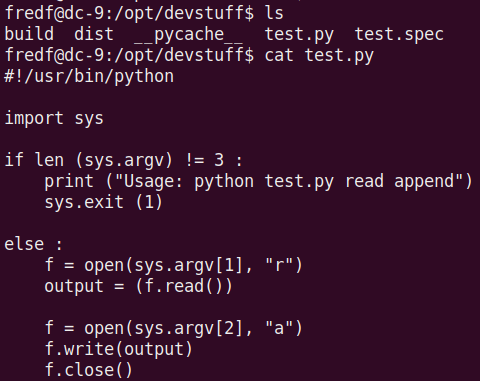 fredf@dc-9:/opt/devstuff$ ls
build  dist  __pycache__  test.py  test.spec
fredf@dc-9:/opt/devstuff$ cat test.py
#!/usr/bin/python

import sys

if len (sys.argv) != 3 :
    print ("Usage: python test.py read append")
    sys.exit (1)

else :
    f = open(sys.argv[1], "r")
    output = (f.read())

    f = open(sys.argv[2], "a")
    f.write(output)
    f.close()